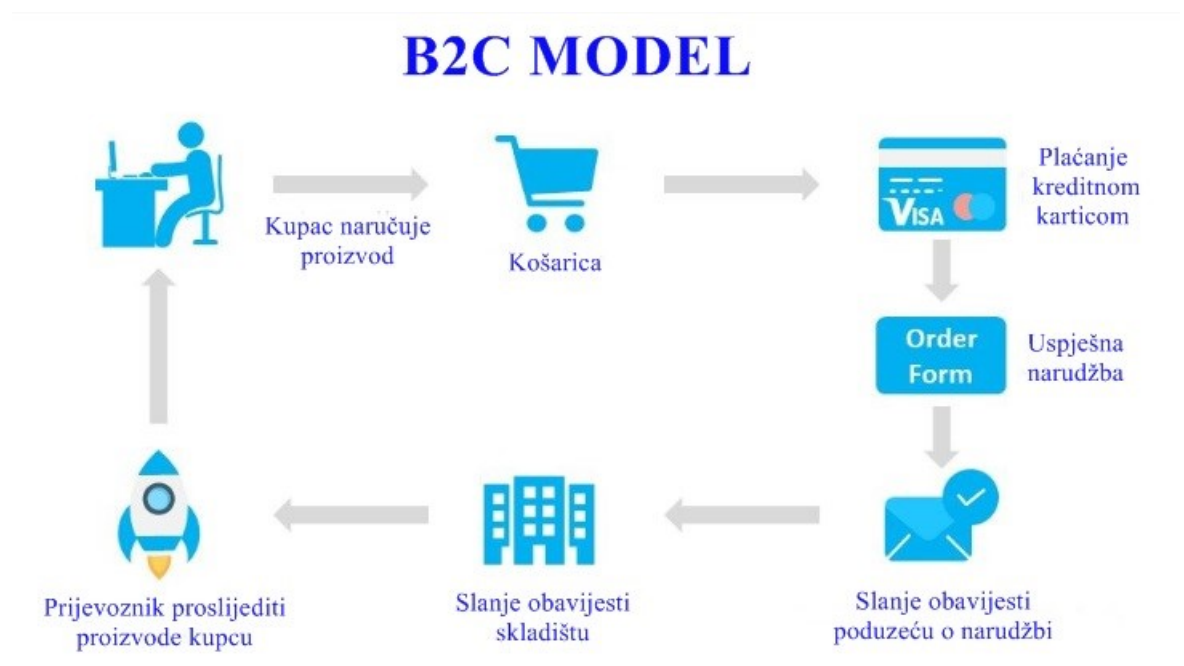 B2C MODEL
Kupac naručuje
proizvod
Košarica
VISA
Plaćanje
kreditnom
karticom
Order
Form
Uspješna
narudžba
Slanje obavijesti
poduzeću o narudžbi
Slanje obavijesti
skladištu
Prijevoznik proslijediti
proizvode kupcu